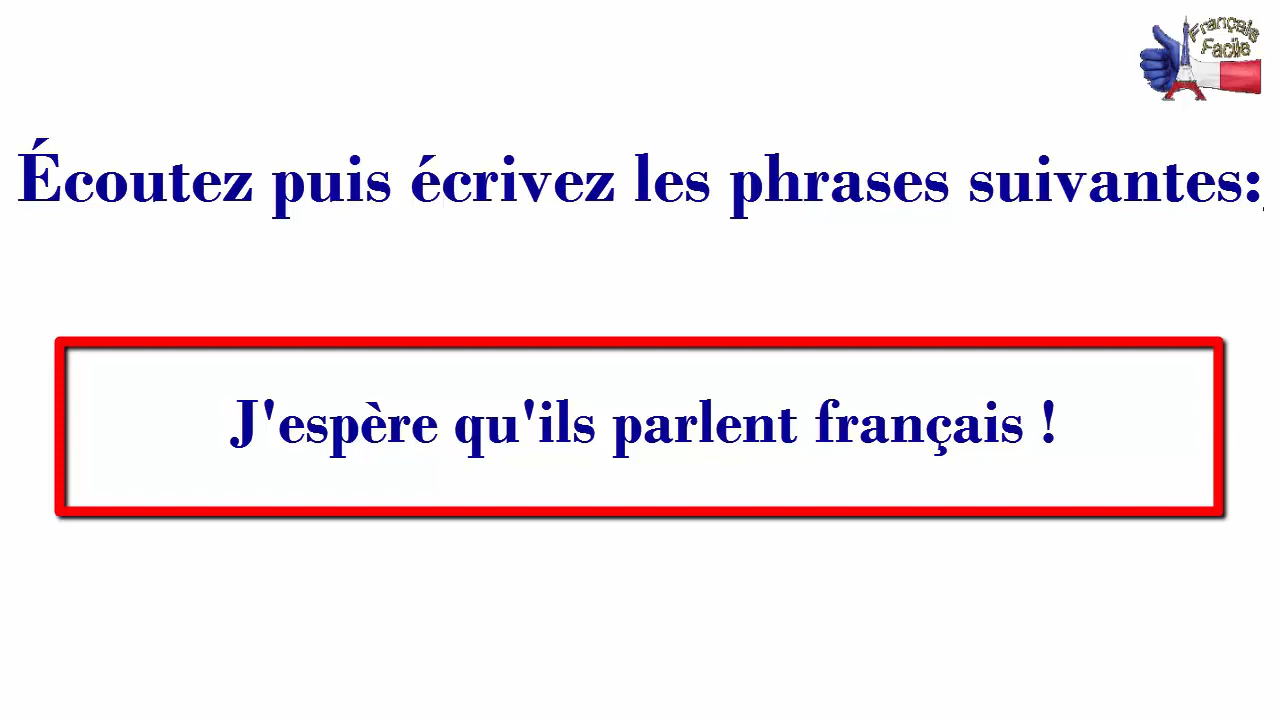 Français
Facile
Écoutez puis écrivez les phrases suivantes:
J'espère qu'ils parlent français !